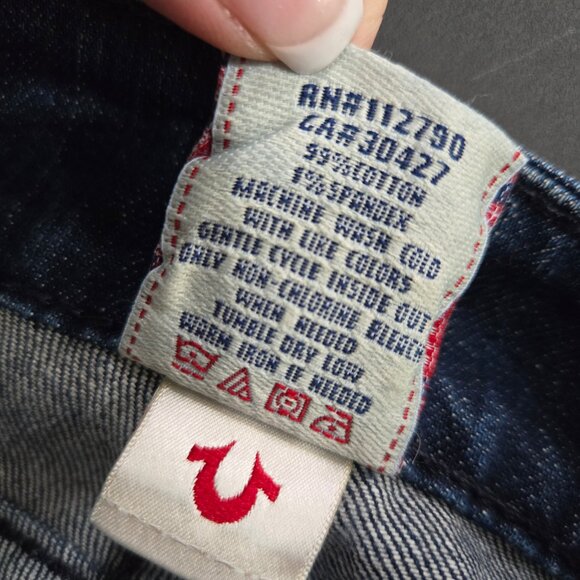 RN#112790
CA#30427
99%COTTON
1%SPANDEX
MACHINE WASH COLD
WITH LIKE COLORS
GENTLE CYCLE INSIDE OUT
ONLY NON-CHLORINE BLEACH
WHEN NEEDED.
TUMBLE DRY LOW.
WARM IRON IF NEEDED